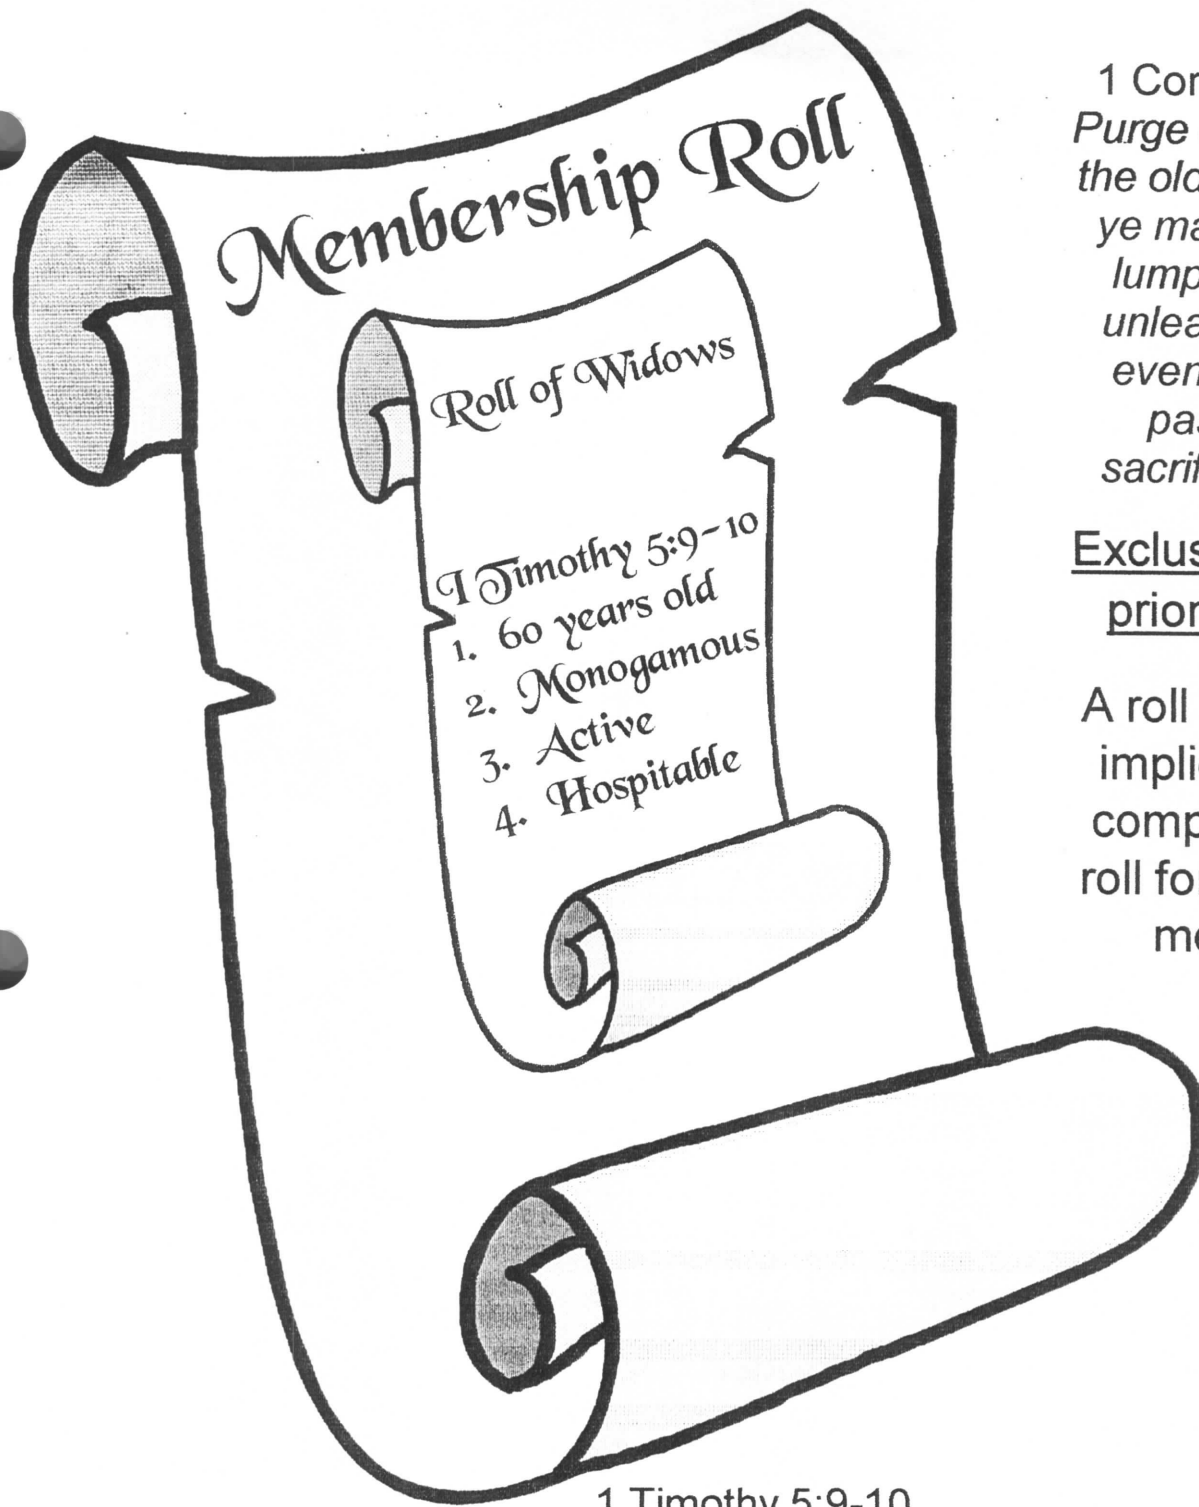 Membership Roll
Roll of Widows
I Timothy 5:9-10
1. 60 years old
2. Monogamous
3. Active
4. Hospitable
1 Cor
Purge
the old
ye ma
lump
unlea
even
pas
sacrif
Exclus
prior
A roll
implic
comp
roll fo
me
1 Timothy 5:9-10